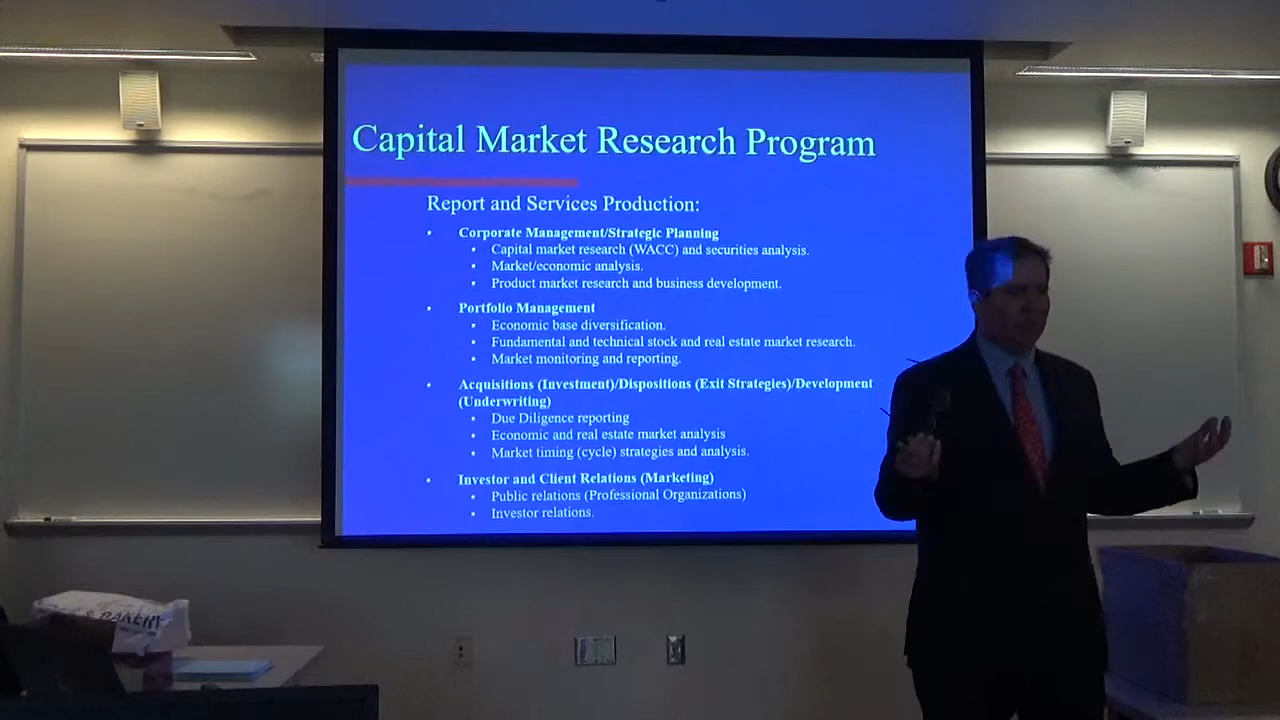 Capital Market Research Program
Report and Services Production:
• Corporate Management/Strategic Planning
• Capital market research (WACC) and securities analysis.
• Market/economic analysis.
• Product market research and business development.
• Portfolio Management
• Economic base diversification.
• Fundamental and technical stock and real estate market research.
• Market monitoring and reporting.
• Acquisitions (Investment)/Dispositions (Exit Strategies)/Development
(Underwriting)
• Due Diligence reporting
• Economic and real estate market analysis
• Market timing (cycle) strategies and analysis.
• Investor and Client Relations (Marketing)
• Public relations (Professional Organizations)
• Investor relations.
BAKERY